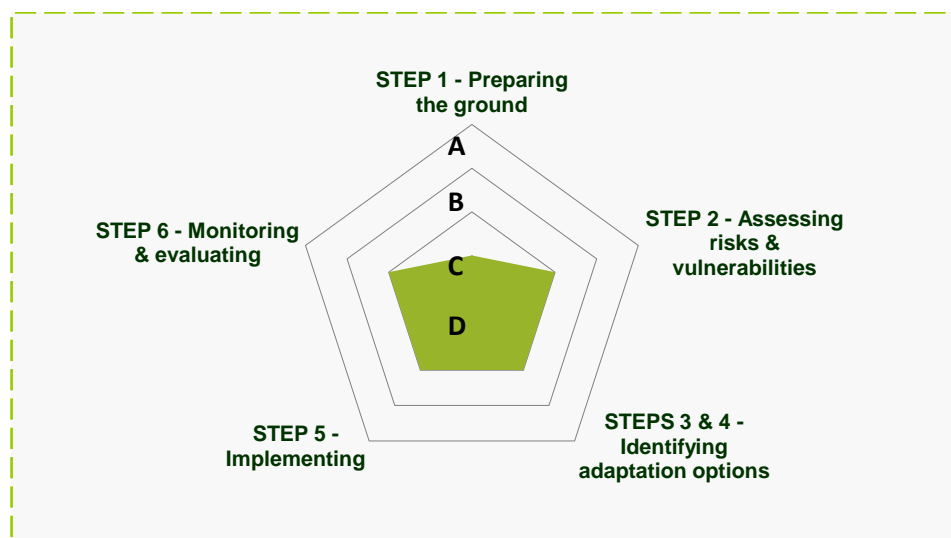 STEP 1 - Preparing
the ground
A
B
STEP 2 - Assessing
risks &
vulnerabilities
STEP 6 - Monitoring
& evaluating
C
D
STEPS 3 & 4 -
Identifying
adaptation options
STEP 5 -
Implementing